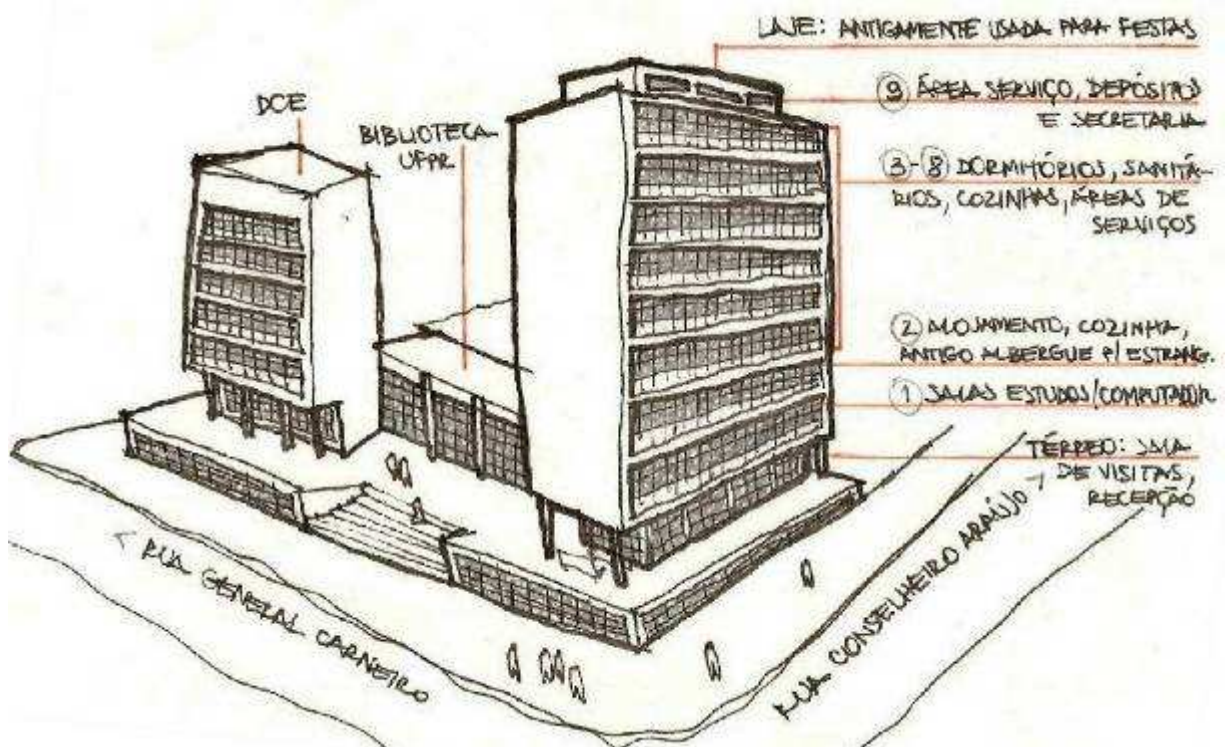 LAJE: ANTIGAMENTE USADA PARA FESTAS
9 ÁREA SERVIÇO, DEPÓSITOS
E SECRETARIA
DCE
BIBLIOTECA
UFPR
3-8 DORMITÓRIOS, SANITÁ-
RIOS, COZINHAS, ÁREAS DE
SERVIÇOS
2 ALOJAMENTO, COZINHA,
ANTIGO ALBERGUE P/ ESTRANG.
1 SALAS ESTUDOS/COMPUTADOR
TÉRREO: SALA
DE VISITAS,
RECEPÇÃO
< RUA GENERAL CARNEIRO
RUA CONSELHEIRO ARAÚJO >